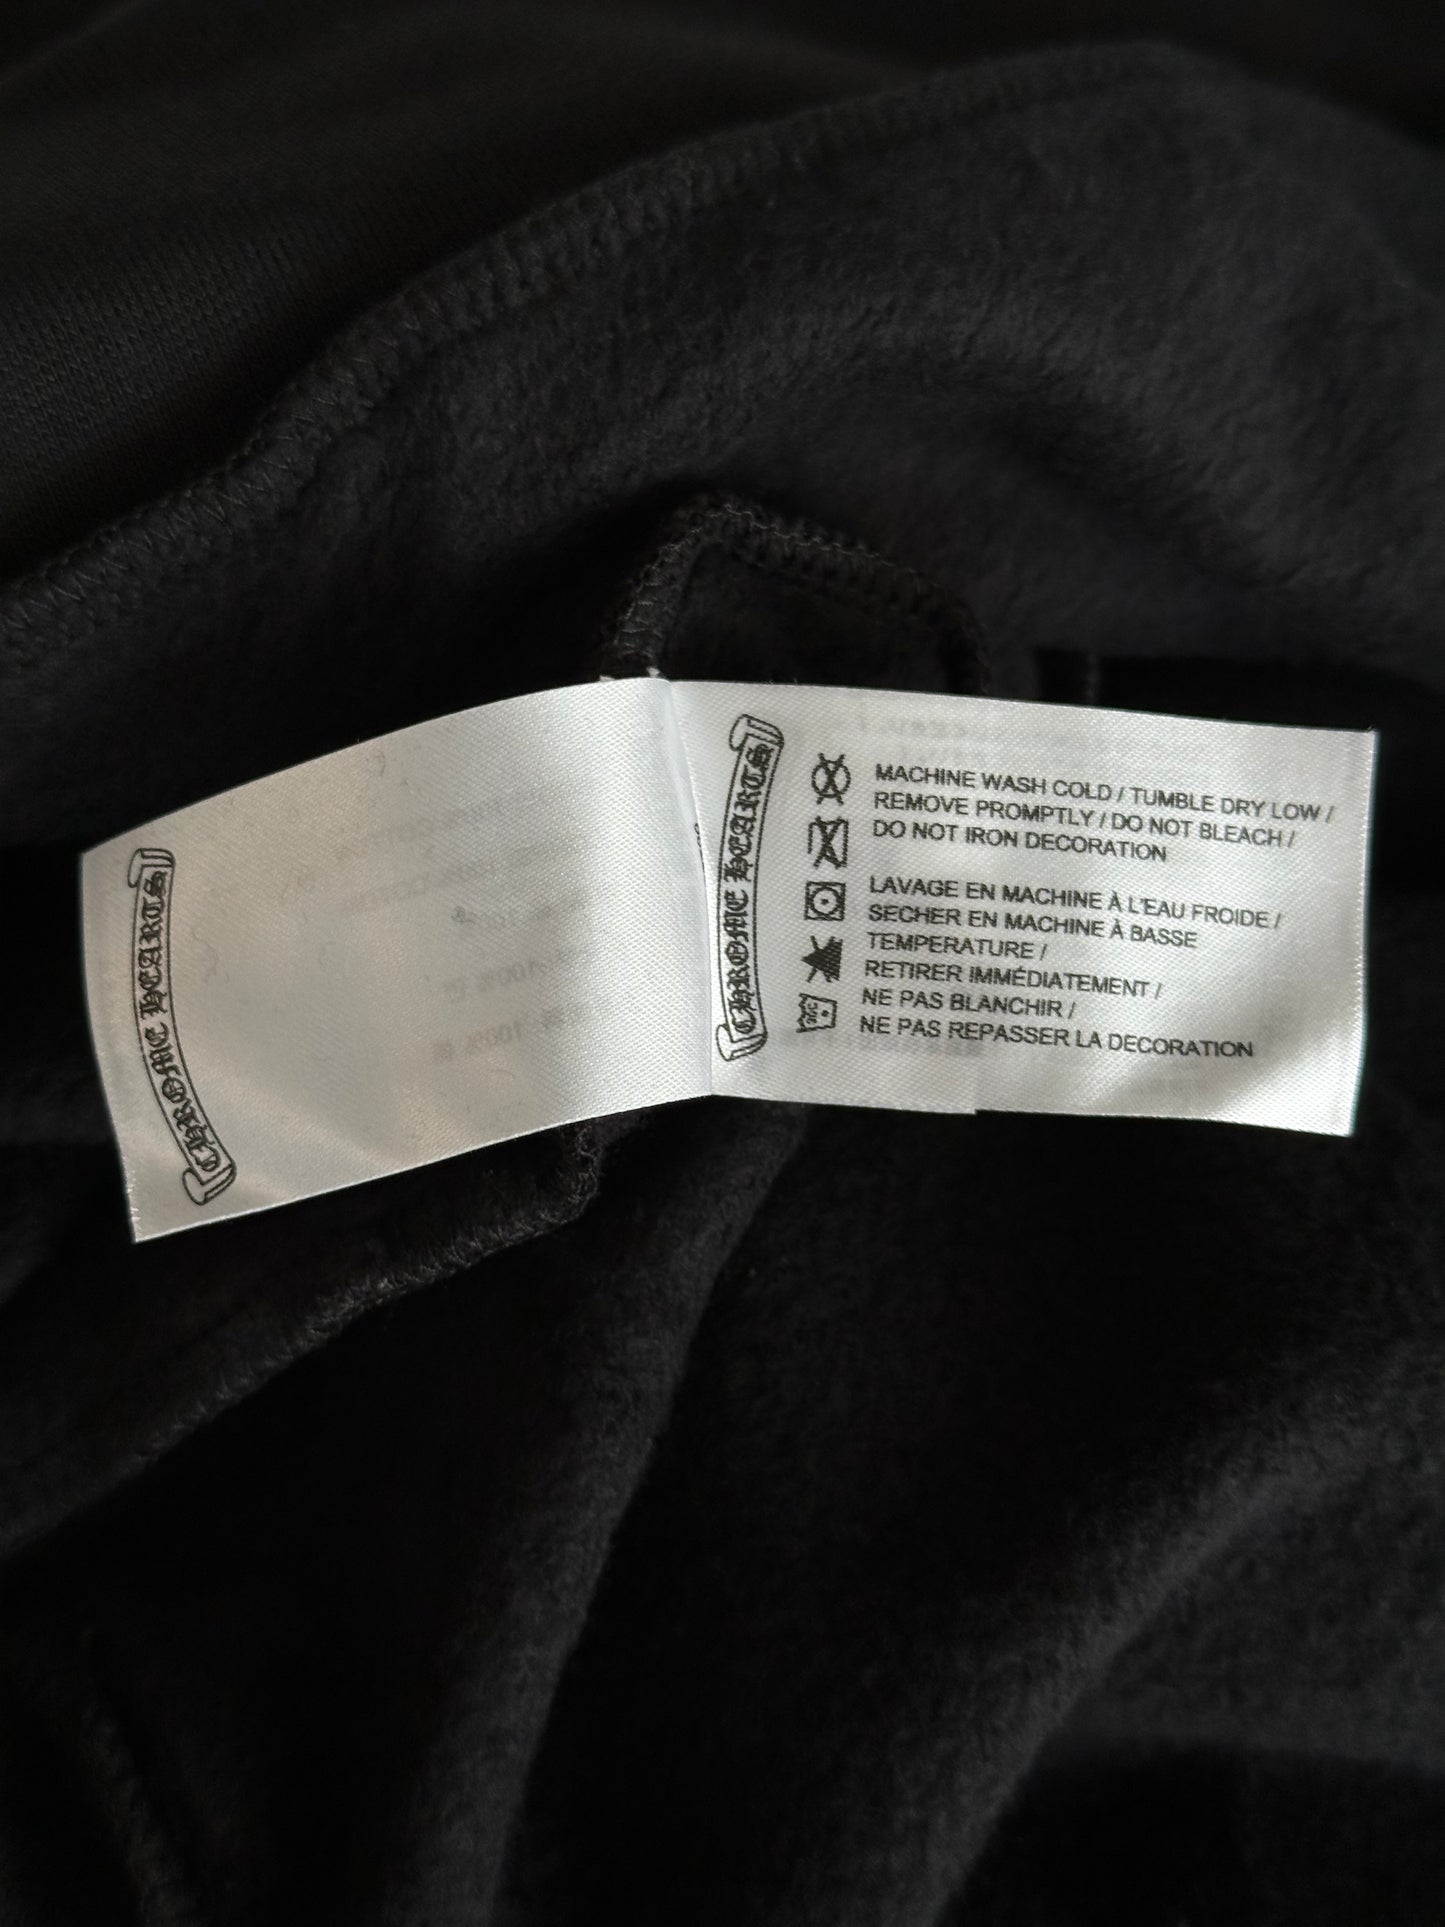 CHROME HEARTS
CHROME HEARTS
MACHINE WASH COLD / TUMBLE DRY LOW /
REMOVE PROMPTLY / DO NOT BLEACH /
DO NOT IRON DECORATION
LAVAGE EN MACHINE À L'EAU FROIDE /
SECHER EN MACHINE À BASSE
TEMPERATURE /
RETIRER IMMÉDIATEMENT /
NE PAS BLANCHIR /
NE PAS REPASSER LA DECORATION